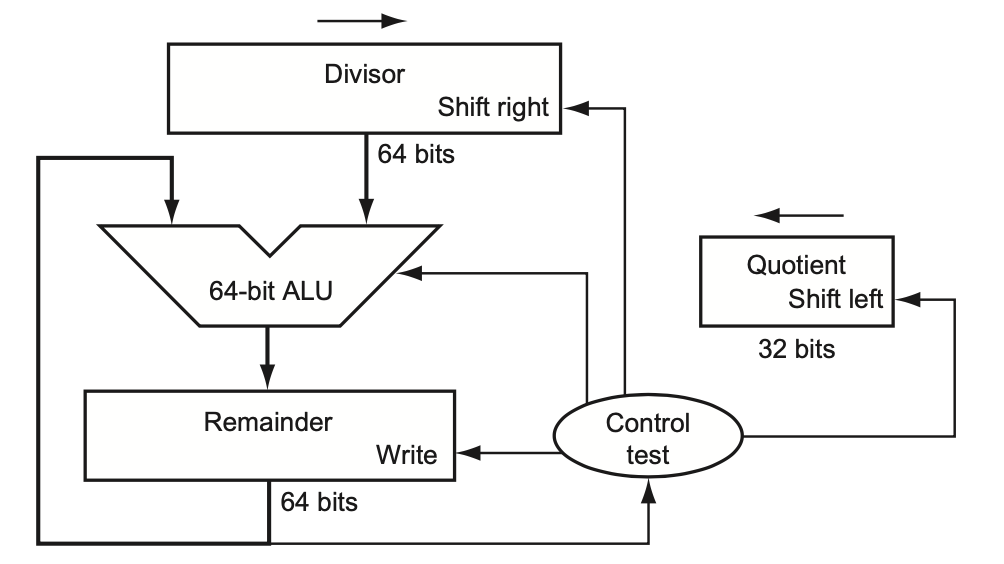 Divisor
Shift right
64 bits
64-bit ALU
Quotient
Shift left
32 bits
Remainder
Write
64 bits
Control
test